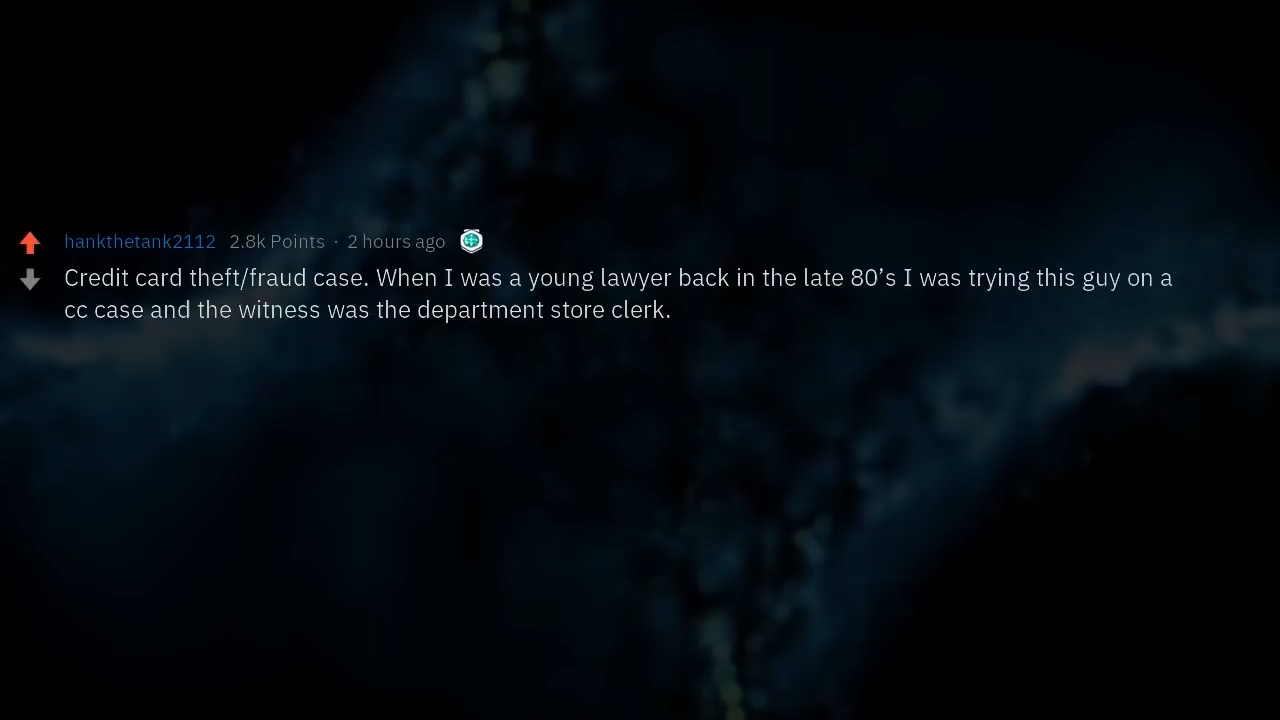 hankthetank2112 2.8k Points · 2 hours ago
Credit card theft/fraud case. When I was a young lawyer back in the late 80’s I was trying this guy on a
cc case and the witness was the department store clerk.